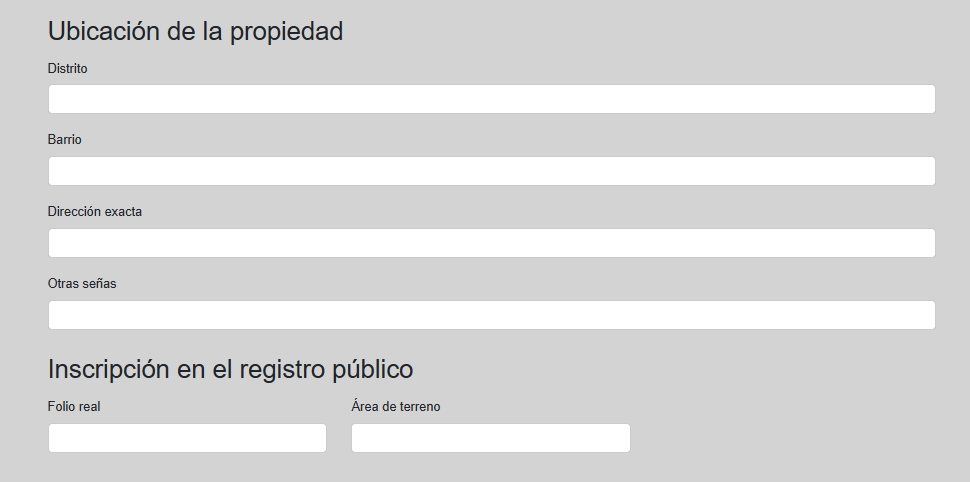 Ubicación de la propiedad
Distrito
Barrio
Dirección exacta
Otras señas
Inscripción en el registro público
Folio real Área de terreno